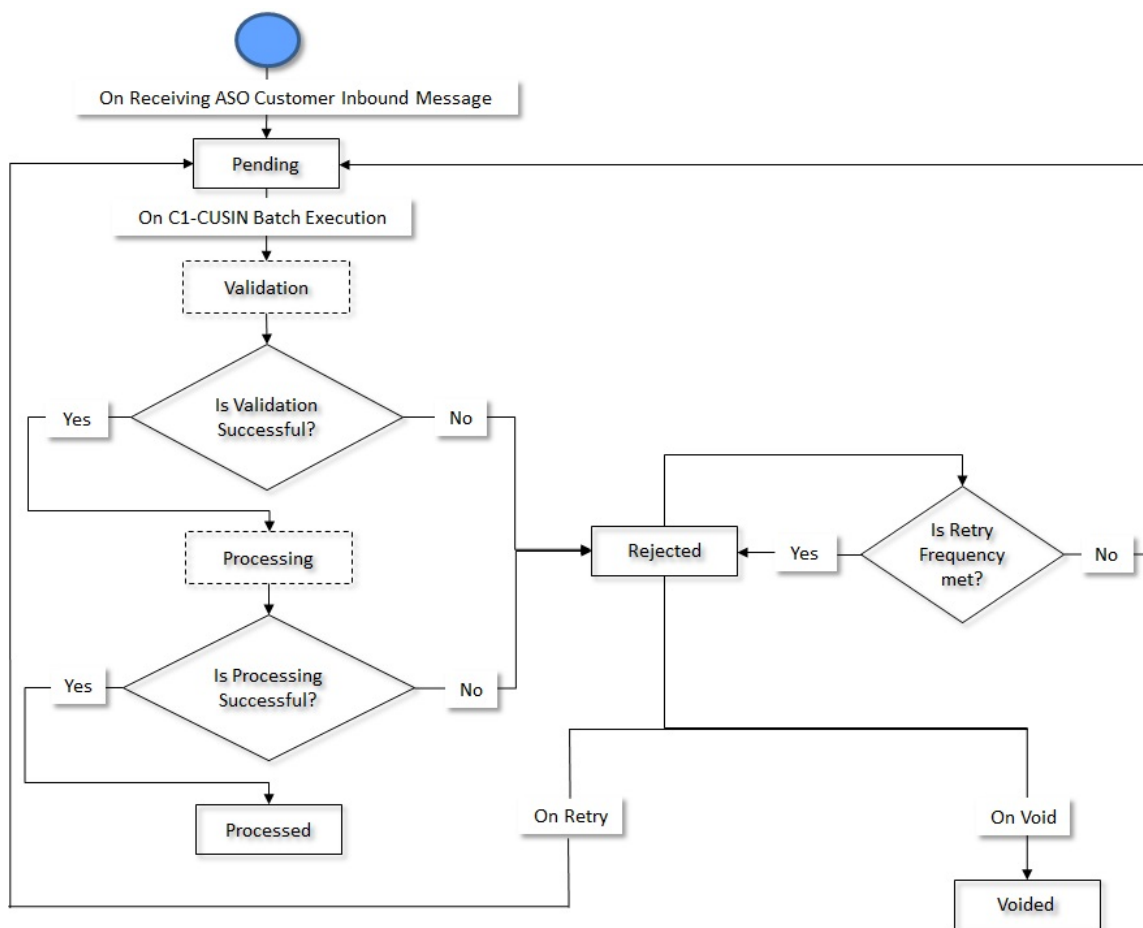 On Receiving ASO Customer Inbound Message
Pending
On C1-CUSIN Batch Execution
Validation
Is Validation
Successful?
Yes
No
Processing
Rejected
Is Retry
Frequency
met?
Yes
No
Is Processing
Successful?
Yes
No
Processed
On Retry
On Void
Voided